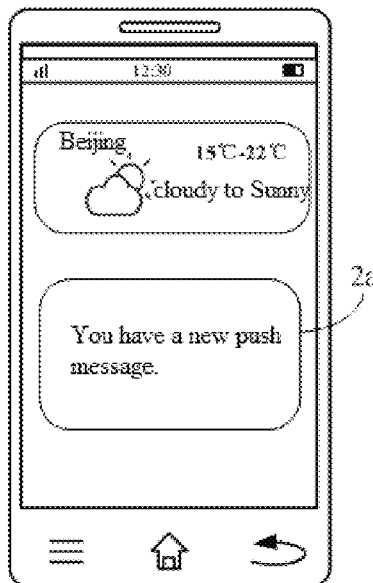 12:30
Beijing
15℃-22℃
cloudy to Sunny
You have a new push
message.
2a